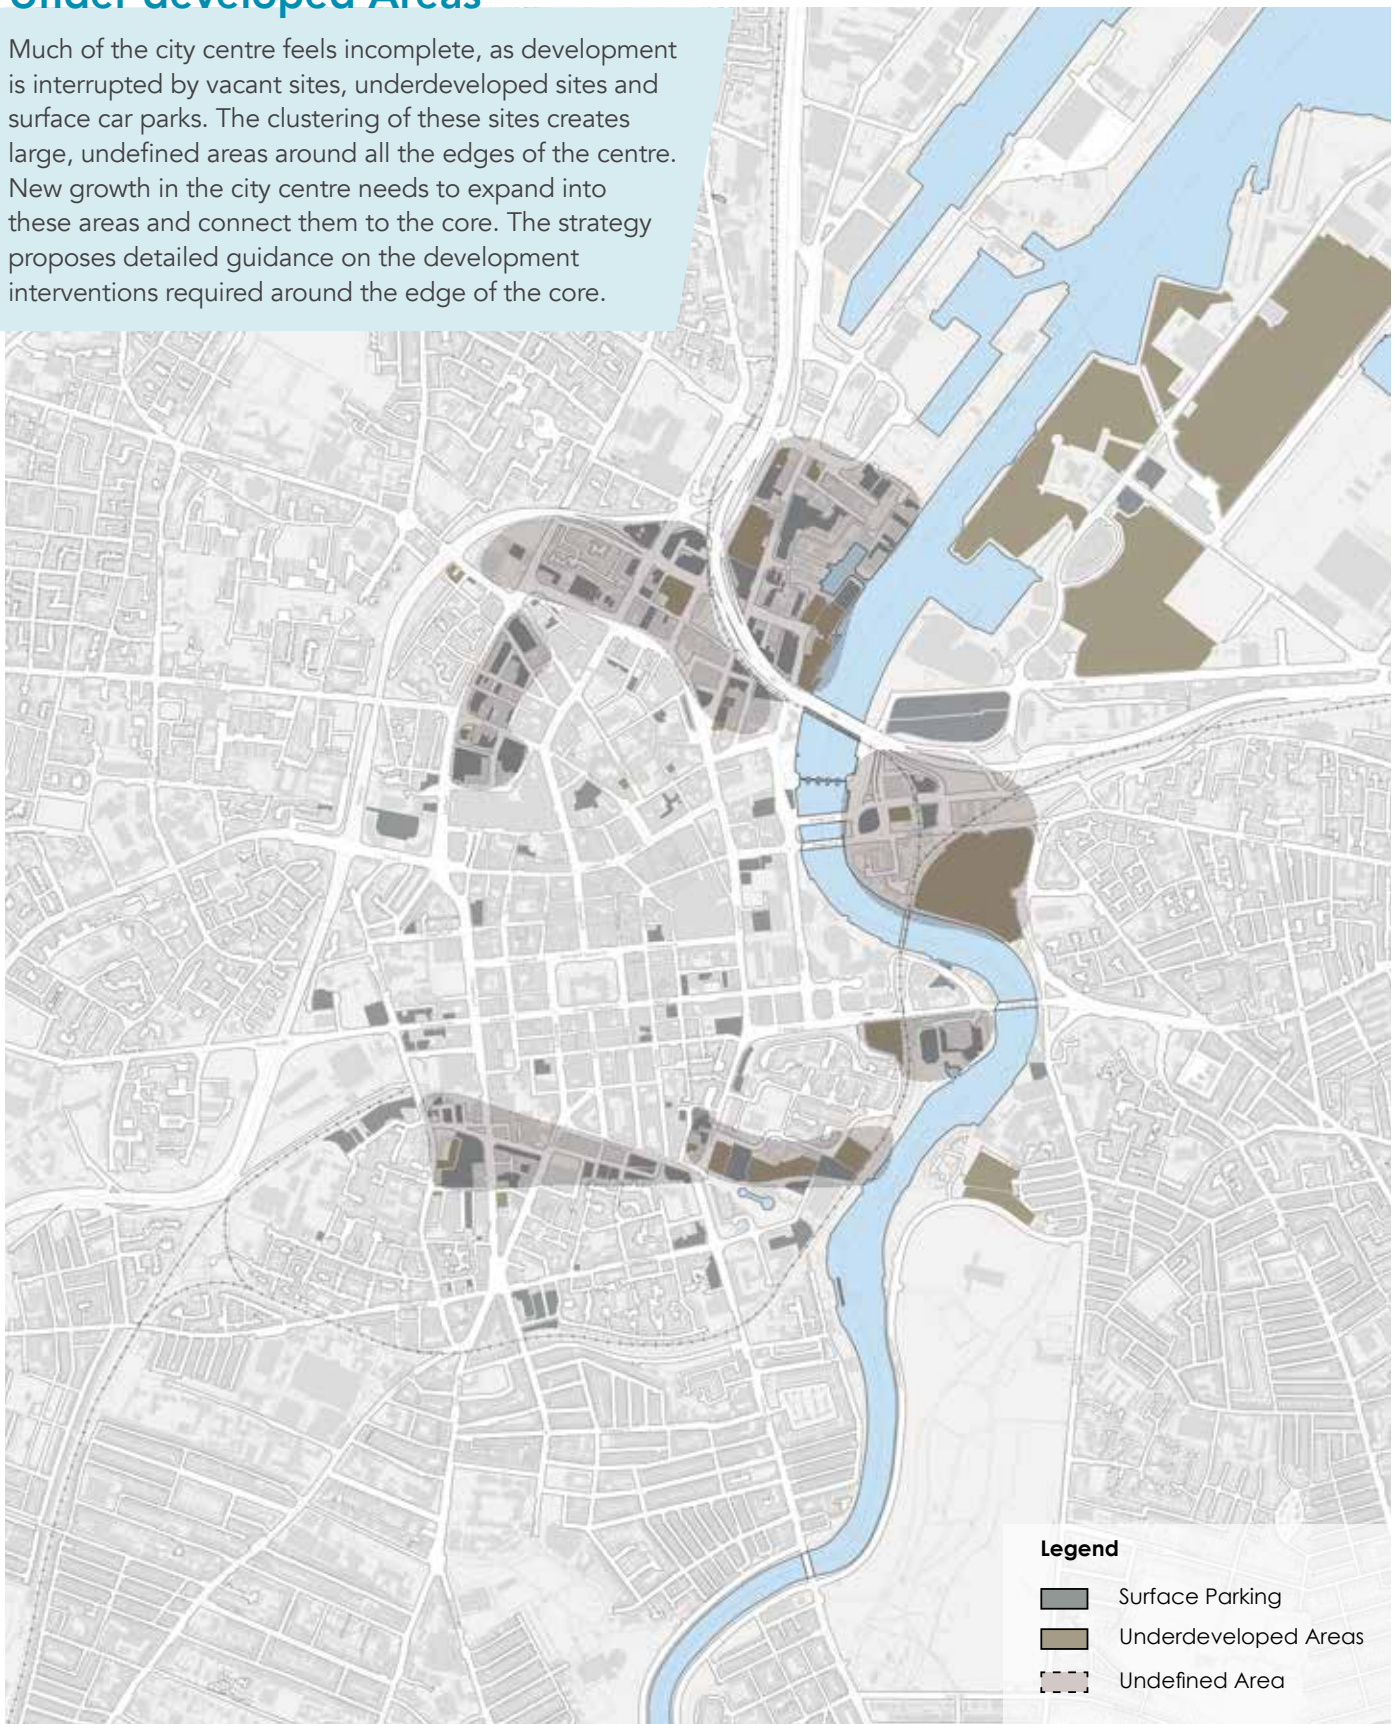 Under-developed Areas
Much of the city centre feels incomplete, as development
is interrupted by vacant sites, underdeveloped sites and
surface car parks. The clustering of these sites creates
large, undefined areas around all the edges of the centre.
New growth in the city centre needs to expand into
these areas and connect them to the core. The strategy
proposes detailed guidance on the development
interventions required around the edge of the core.
Legend
Surface Parking
Underdeveloped Areas
Undefined Area